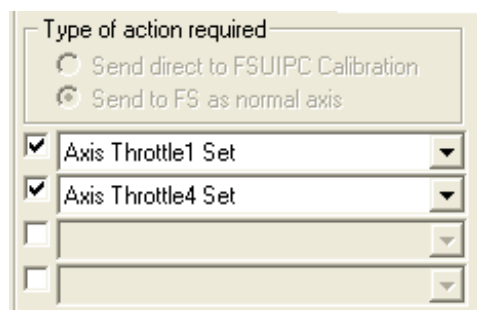 Type of action required
Send direct to FSUIPC Calibration
Send to FS as normal axis
Axis Throttle1 Set
Axis Throttle4 Set